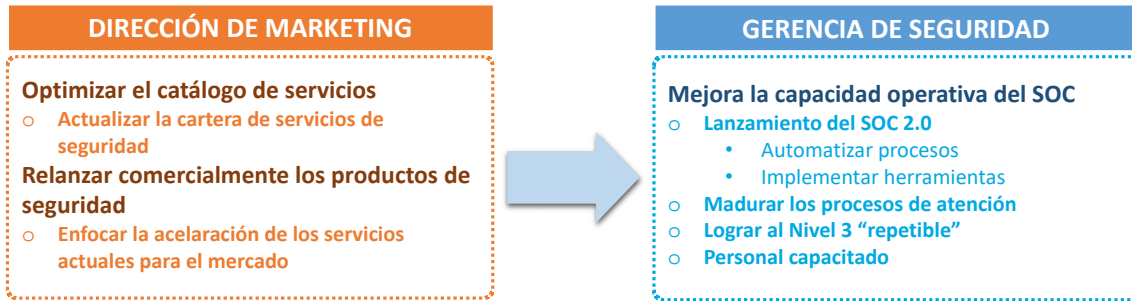 DIRECCIÓN DE MARKETING
Optimizar el catálogo de servicios
o Actualizar la cartera de servicios de
seguridad
Relanzar comercialmente los productos de
seguridad
o Enfocar la acelaración de los servicios
actuales para el mercado
GERENCIA DE SEGURIDAD
Mejora la capacidad operativa del SOC
o Lanzamiento del SOC 2.0
• Automatizar procesos
• Implementar herramientas
o Madurar los procesos de atención
o Lograr al Nivel 3 “repetible”
o Personal capacitado